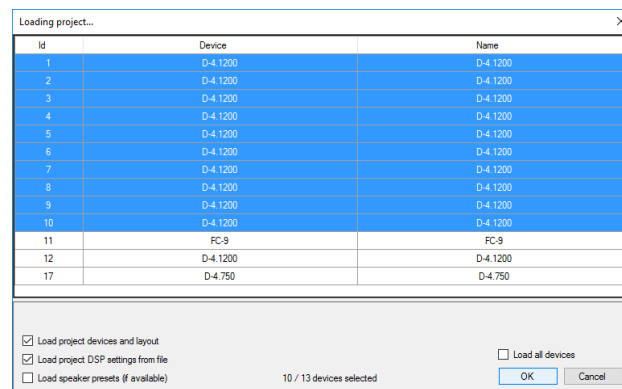 Loading project...
Id Device Name
1 D-4.1200 D-4.1200
2 D-4.1200 D-4.1200
3 D-4.1200 D-4.1200
4 D-4.1200 D-4.1200
5 D-4.1200 D-4.1200
6 D-4.1200 D-4.1200
7 D-4.1200 D-4.1200
8 D-4.1200 D-4.1200
9 D-4.1200 D-4.1200
10 D-4.1200 D-4.1200
11 FC-9 FC-9
12 D-4.1200 D-4.1200
17 D-4.750 D-4.750
Load project devices and layout
Load project DSP settings from file
Load all devices
Load speaker presets (if available) 10 / 13 devices selected OK Cancel